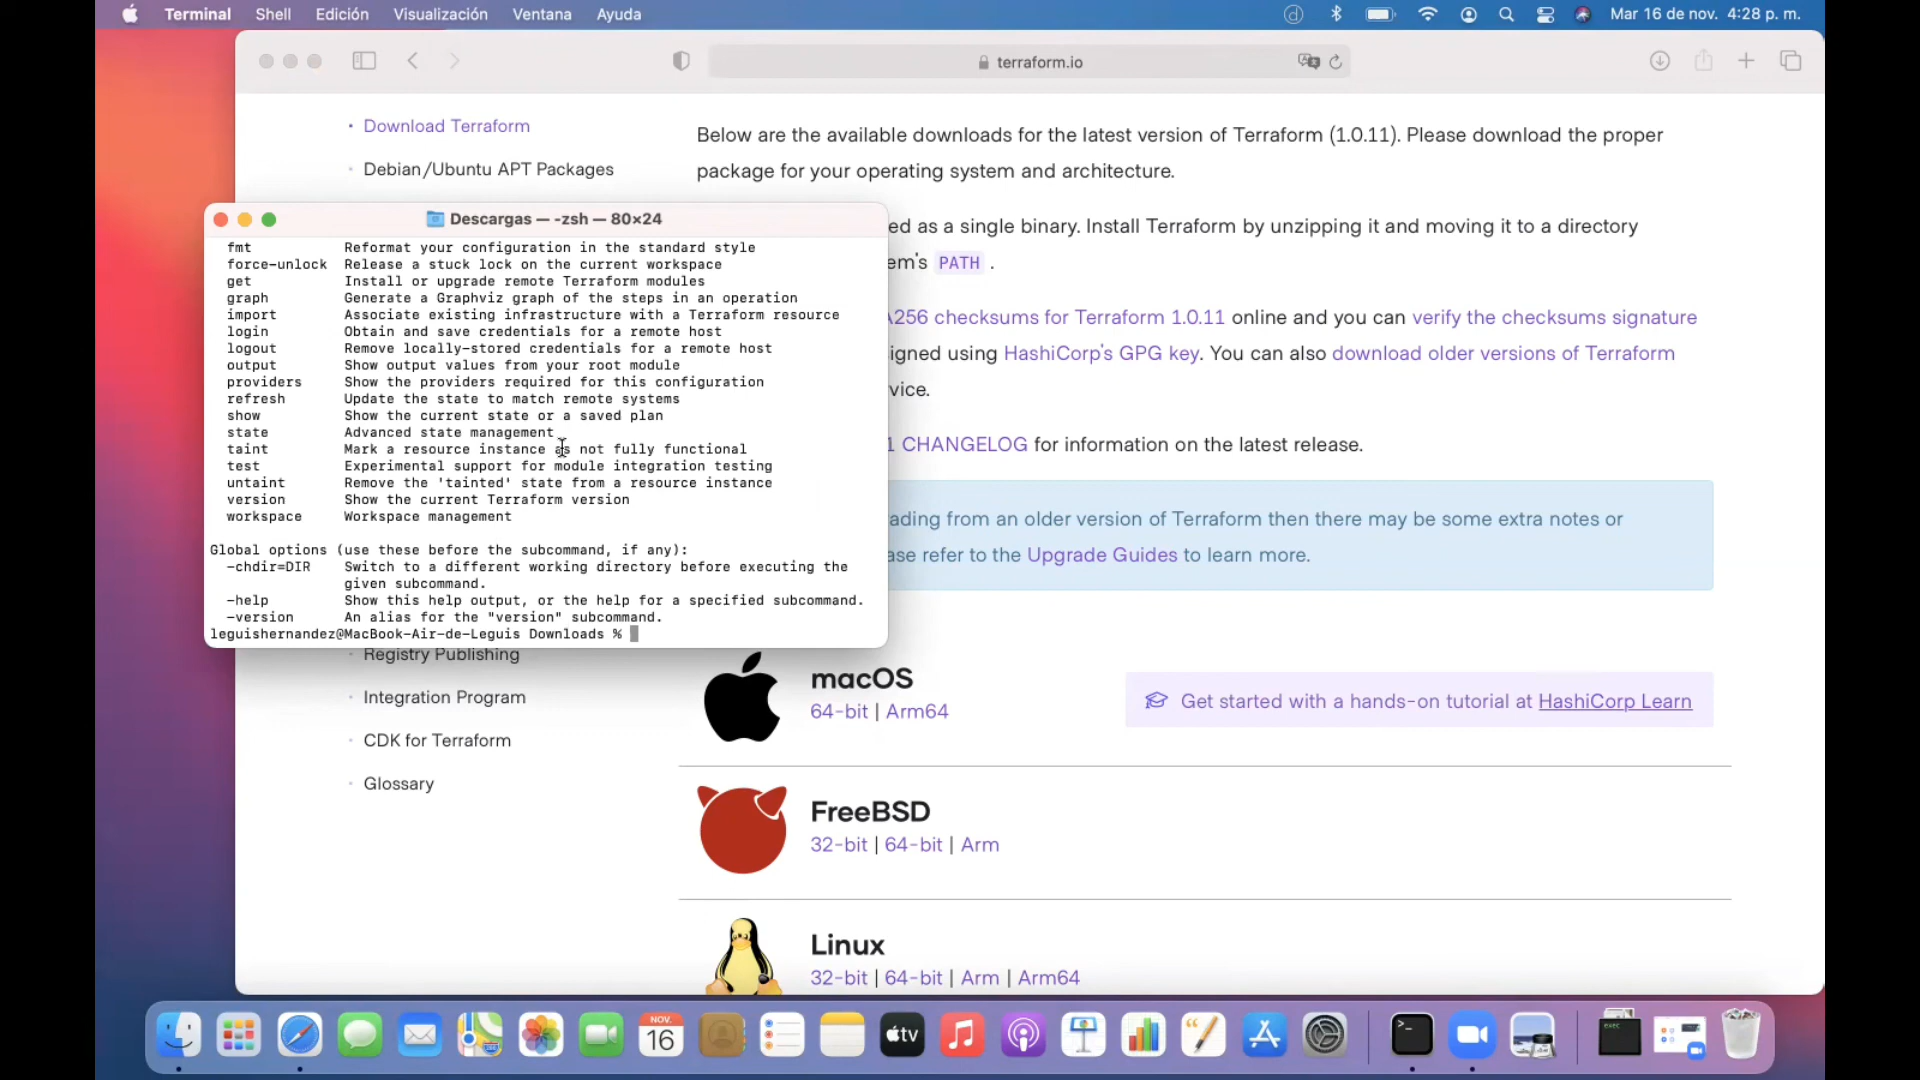 Terminal Shell Edición Visualización Ventana Ayuda Mar 16 de nov. 4:28 p. m.
terraform.io
Download Terraform
Debian/Ubuntu APT Packages
Below are the available downloads for the latest version of Terraform (1.0.11). Please download the proper
package for your operating system and architecture.
ed as a single binary. Install Terraform by unzipping it and moving it to a directory
em's PATH .
A256 checksums for Terraform 1.0.11 online and you can verify the checksums signature
igned using HashiCorp's GPG key. You can also download older versions of Terraform
vice.
1 CHANGELOG for information on the latest release.
ading from an older version of Terraform then there may be some extra notes or
ase refer to the Upgrade Guides to learn more.
Descargas — -zsh — 80×24
fmt Reformat your configuration in the standard style
force-unlock Release a stuck lock on the current workspace
get Install or upgrade remote Terraform modules
graph Generate a Graphviz graph of the steps in an operation
import Associate existing infrastructure with a Terraform resource
login Obtain and save credentials for a remote host
logout Remove locally-stored credentials for a remote host
output Show output values from your root module
providers Show the providers required for this configuration
refresh Update the state to match remote systems
show Show the current state or a saved plan
state Advanced state management
taint Mark a resource instance as not fully functional
test Experimental support for module integration testing
untaint Remove the 'tainted' state from a resource instance
version Show the current Terraform version
workspace Workspace management
Global options (use these before the subcommand, if any):
-chdir=DIR Switch to a different working directory before executing the
given subcommand.
-help Show this help output, or the help for a specified subcommand.
-version An alias for the "version" subcommand.
leguishernandez@MacBook-Air-de-Leguis Downloads %
Registry Publishing
Integration Program
CDK for Terraform
Glossary
macOS
64-bit | Arm64
Get started with a hands-on tutorial at HashiCorp Learn
FreeBSD
32-bit | 64-bit | Arm
Linux
32-bit | 64-bit | Arm | Arm64
NOV.
16
tv
EXEC